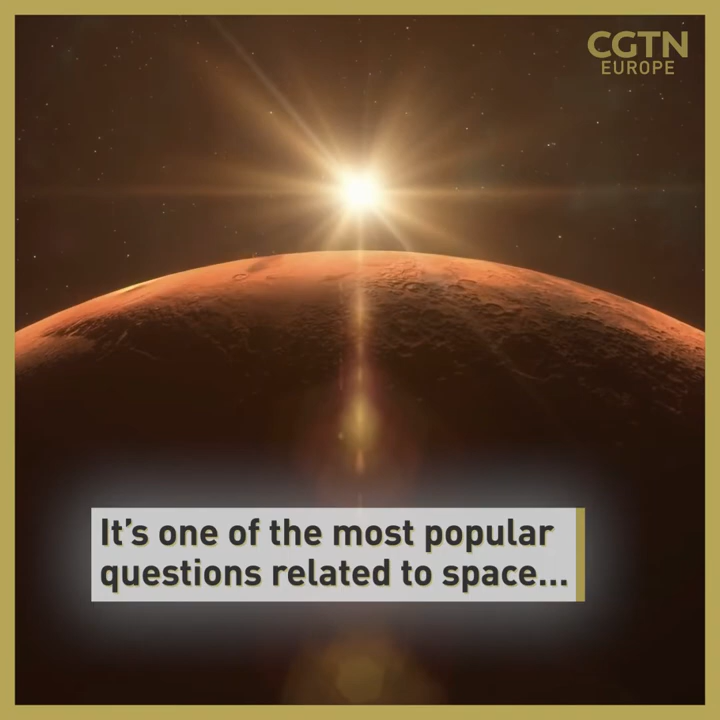 CGTN
EUROPE
It's one of the most popular
questions related to space...